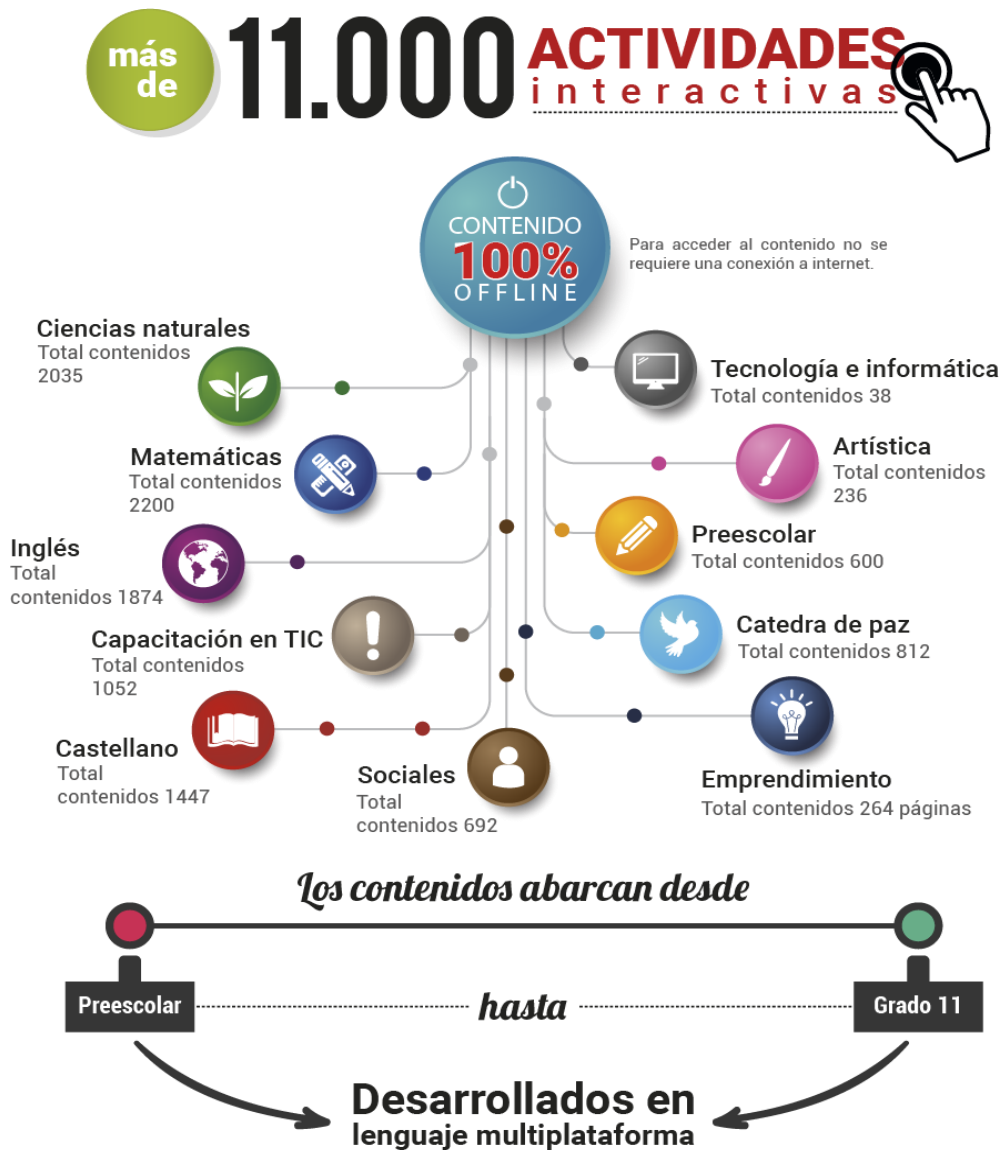 más
de
11.000
ACTIVIDADES
interactivas
CONTENIDO
100%
OFFLINE
Para acceder al contenido no se
requiere una conexión a internet.
Ciencias naturales
Total contenidos
2035
Tecnología e informática
Total contenidos 38
Matemáticas
Total contenidos
2200
Artística
Total contenidos
236
Inglés
Total
contenidos 1874
Preescolar
Total contenidos 600
Capacitación en TIC
Total contenidos
1052
Catedra de paz
Total contenidos 812
Castellano
Total
contenidos 1447
Sociales
Total
contenidos 692
Emprendimiento
Total contenidos 264 páginas
Los contenidos abarcan desde
Preescolar
hasta
Grado 11
Desarrollados en
lenguaje multiplataforma